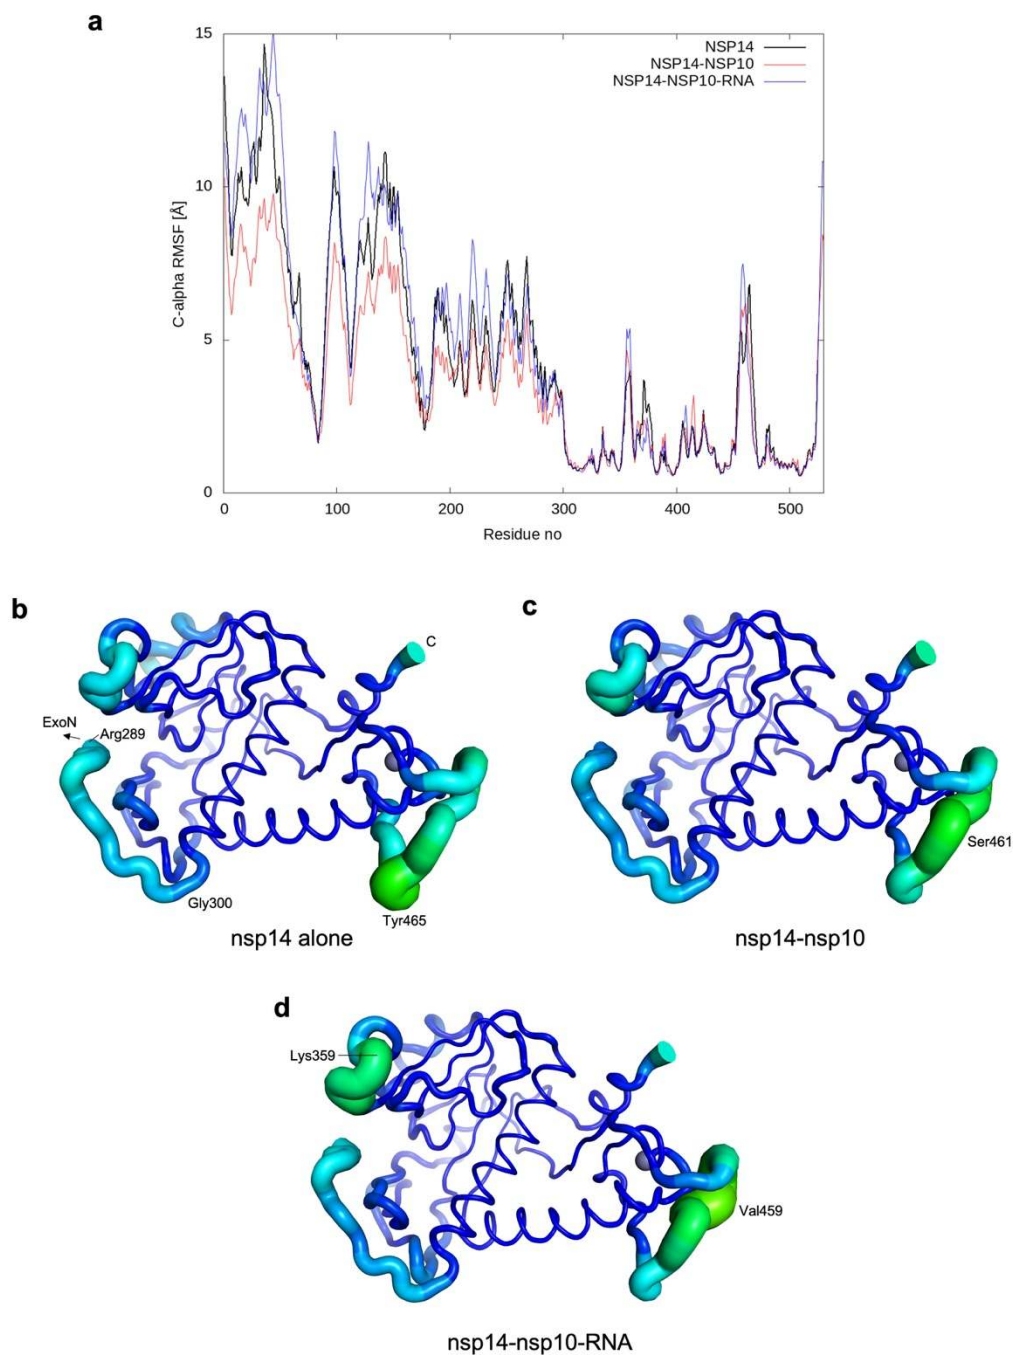 a
15
10
5
0
C-alpha RMSF [Å]
NSP14
NSP14-NSP10
NSP14-NSP10-RNA
0 100 200 300 400 500
Residue no
b
C
ExoN
Arg289
Gly300
Tyr465
nsp14 alone
c
Ser461
nsp14-nsp10
d
Lys359
Val459
nsp14-nsp10-RNA